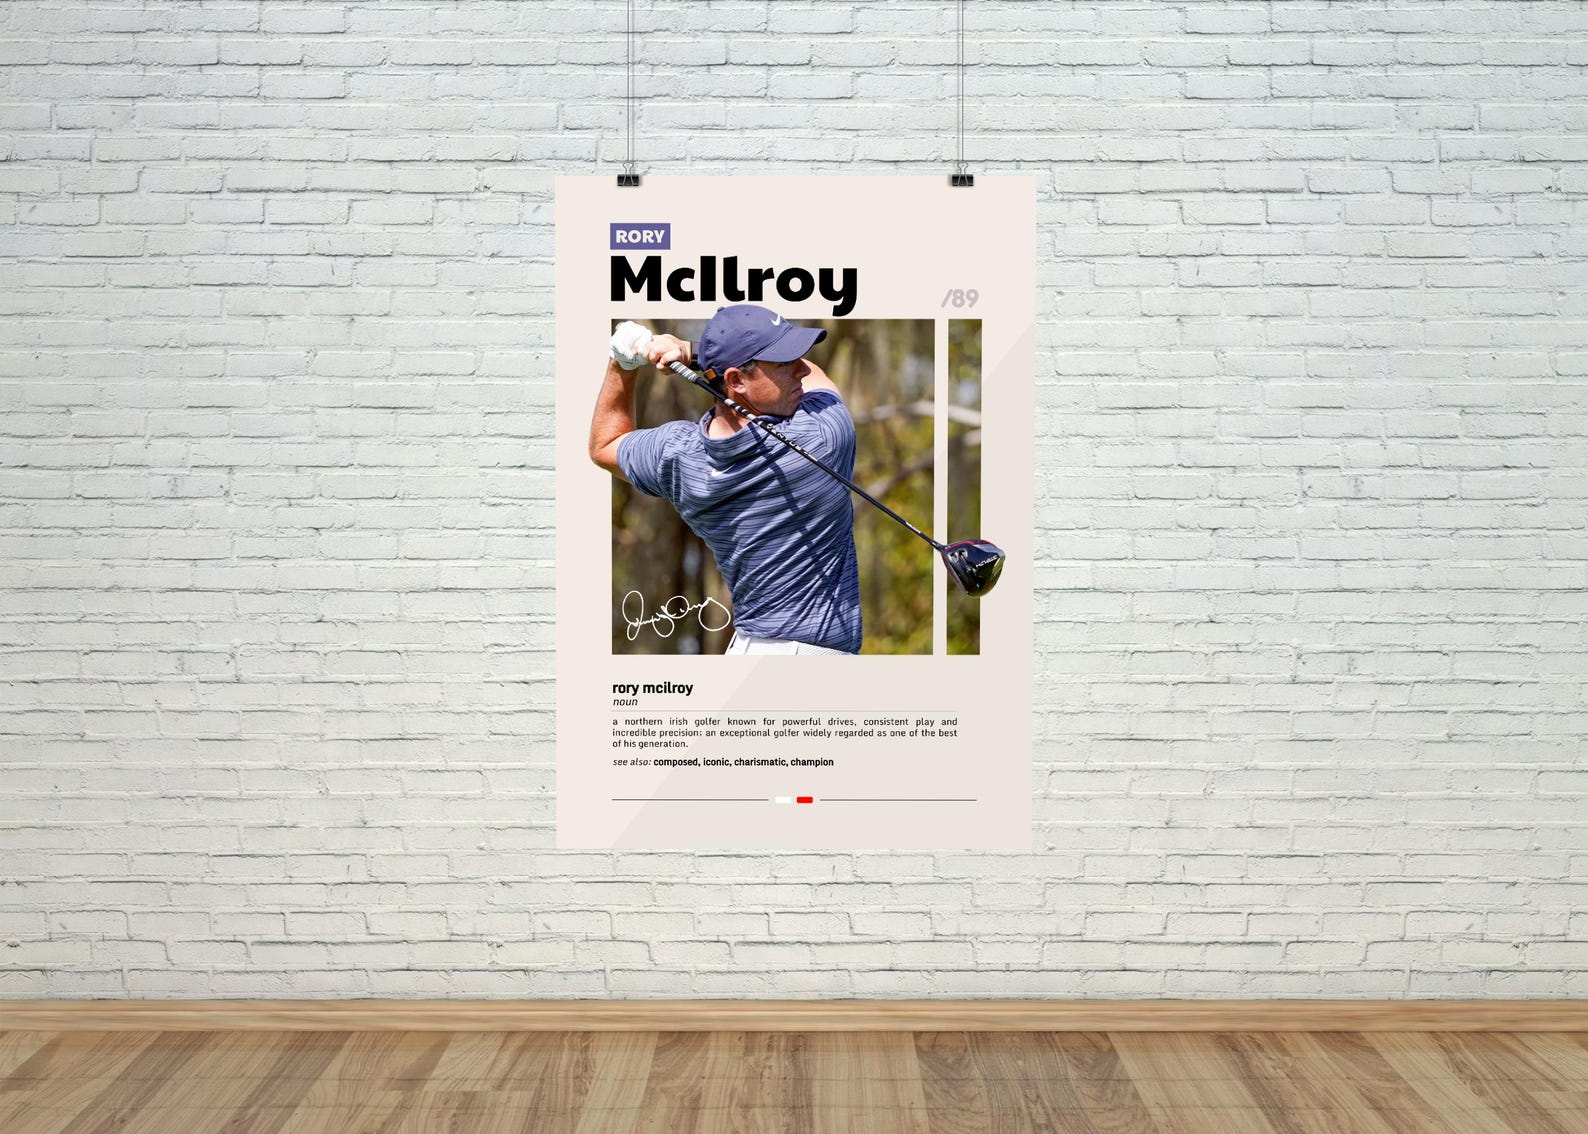 RORY
McIlroy
/89
rory mcilroy
noun
a northern irish golfer known for powerful drives, consistent play and
incredible precision; an exceptional golfer widely regarded as one of the best
of his generation.
see also: composed, iconic, charismatic, champion